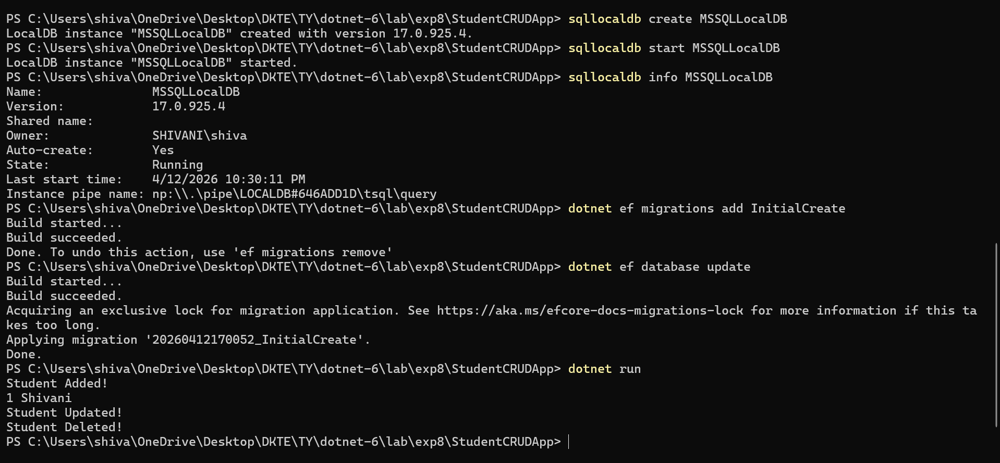 PS C:\Users\shiva\OneDrive\Desktop\DKTE\TY\dotnet-6\lab\exp8\StudentCRUDApp> sqllocaldb create MSSQLLocalDB
LocalDB instance "MSSQLLocalDB" created with version 17.0.925.4.
PS C:\Users\shiva\OneDrive\Desktop\DKTE\TY\dotnet-6\lab\exp8\StudentCRUDApp> sqllocaldb start MSSQLLocalDB
LocalDB instance "MSSQLLocalDB" started.
PS C:\Users\shiva\OneDrive\Desktop\DKTE\TY\dotnet-6\lab\exp8\StudentCRUDApp> sqllocaldb info MSSQLLocalDB
Name:               MSSQLLocalDB
Version:            17.0.925.4
Shared name:
Owner:              SHIVANI\shiva
Auto-create:        Yes
State:              Running
Last start time:    4/12/2026 10:30:11 PM
Instance pipe name: np:\\.\pipe\LOCALDB#646ADD1D\tsql\query
PS C:\Users\shiva\OneDrive\Desktop\DKTE\TY\dotnet-6\lab\exp8\StudentCRUDApp> dotnet ef migrations add InitialCreate
Build started...
Build succeeded.
Done. To undo this action, use 'ef migrations remove'
PS C:\Users\shiva\OneDrive\Desktop\DKTE\TY\dotnet-6\lab\exp8\StudentCRUDApp> dotnet ef database update
Build started...
Build succeeded.
Acquiring an exclusive lock for migration application. See https://aka.ms/efcore-docs-migrations-lock for more information if this ta
kes too long.
Applying migration '20260412170052_InitialCreate'.
Done.
PS C:\Users\shiva\OneDrive\Desktop\DKTE\TY\dotnet-6\lab\exp8\StudentCRUDApp> dotnet run
Student Added!
1 Shivani
Student Updated!
Student Deleted!
PS C:\Users\shiva\OneDrive\Desktop\DKTE\TY\dotnet-6\lab\exp8\StudentCRUDApp>